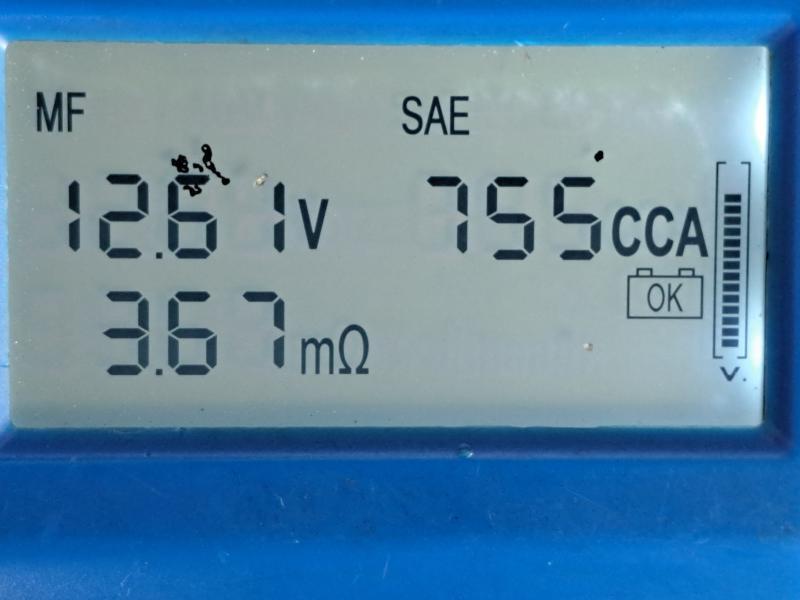 MF SAE
12.61V 755CCA
OK
3.67mΩ
V.